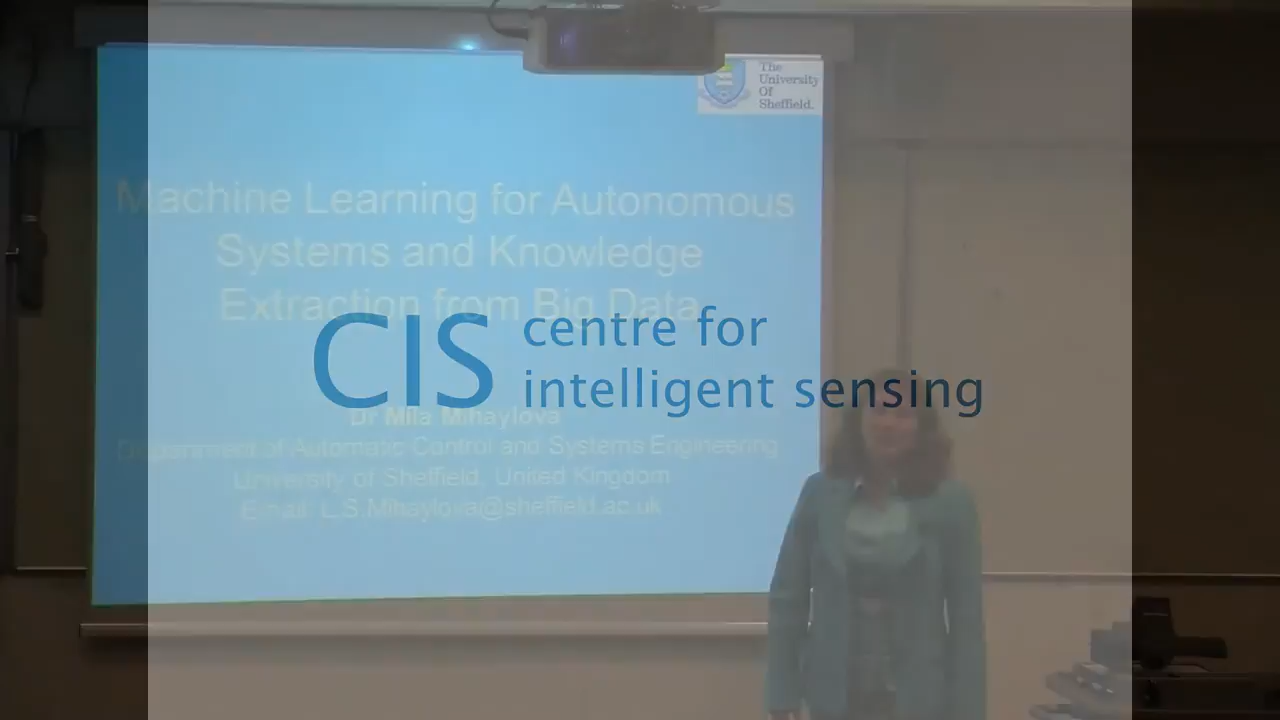 The
University
Of
Sheffield.
Machine Learning for Autonomous
Systems and Knowledge
Extraction from Big Data
CIS centre for
intelligent sensing
Dr Mila Mihaylova
Department of Automatic Control and Systems Engineering
University of Sheffield, United Kingdom
Email: L.S.Mihaylova@sheffield.ac.uk